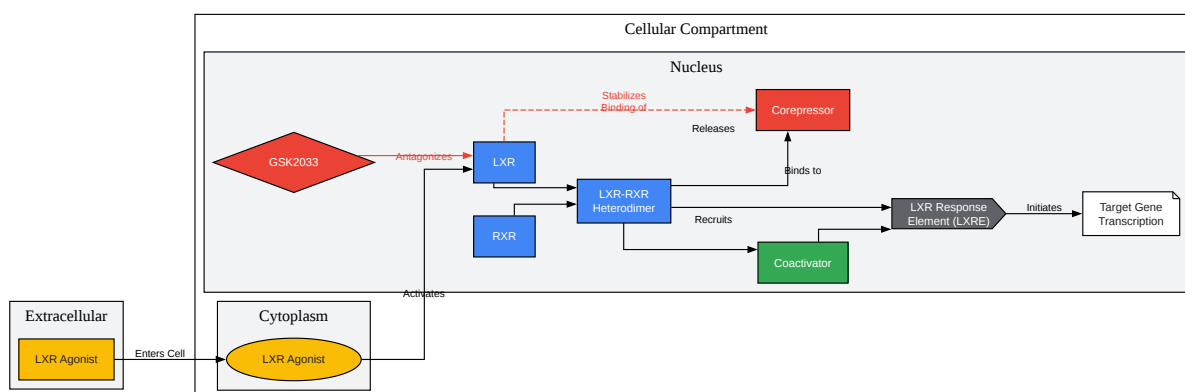 Cellular Compartment
Nucleus
Stabilizes
Binding of
Corepressor
Releases
GSK2033
Antagonizes
LXR
Binds to
LXR-RXR
Heterodimer
RXR
Recruits
LXR Response
Element (LXRE)
Initiates
Target Gene
Transcription
Coactivator
Activates
Extracellular
LXR Agonist
Enters Cell
Cytoplasm
LXR Agonist